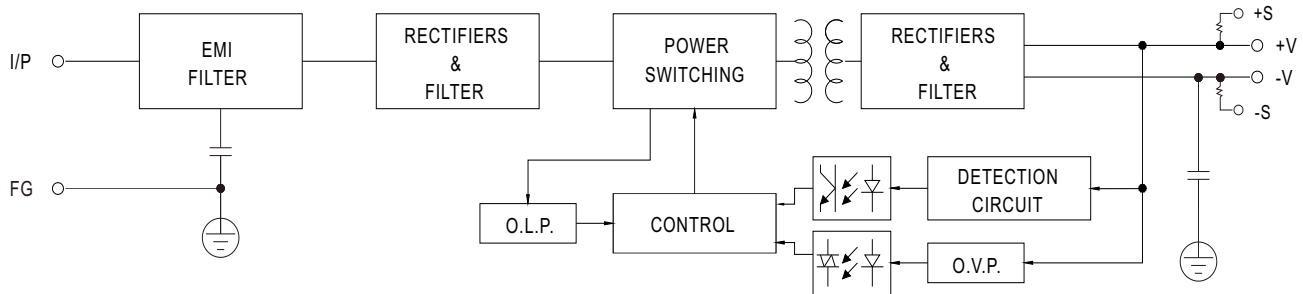 I/P
EMI
FILTER
RECTIFIERS
&
FILTER
POWER
SWITCHING
RECTIFIERS
&
FILTER
+S
+V
-V
-S
FG
O.L.P.
CONTROL
DETECTION
CIRCUIT
O.V.P.